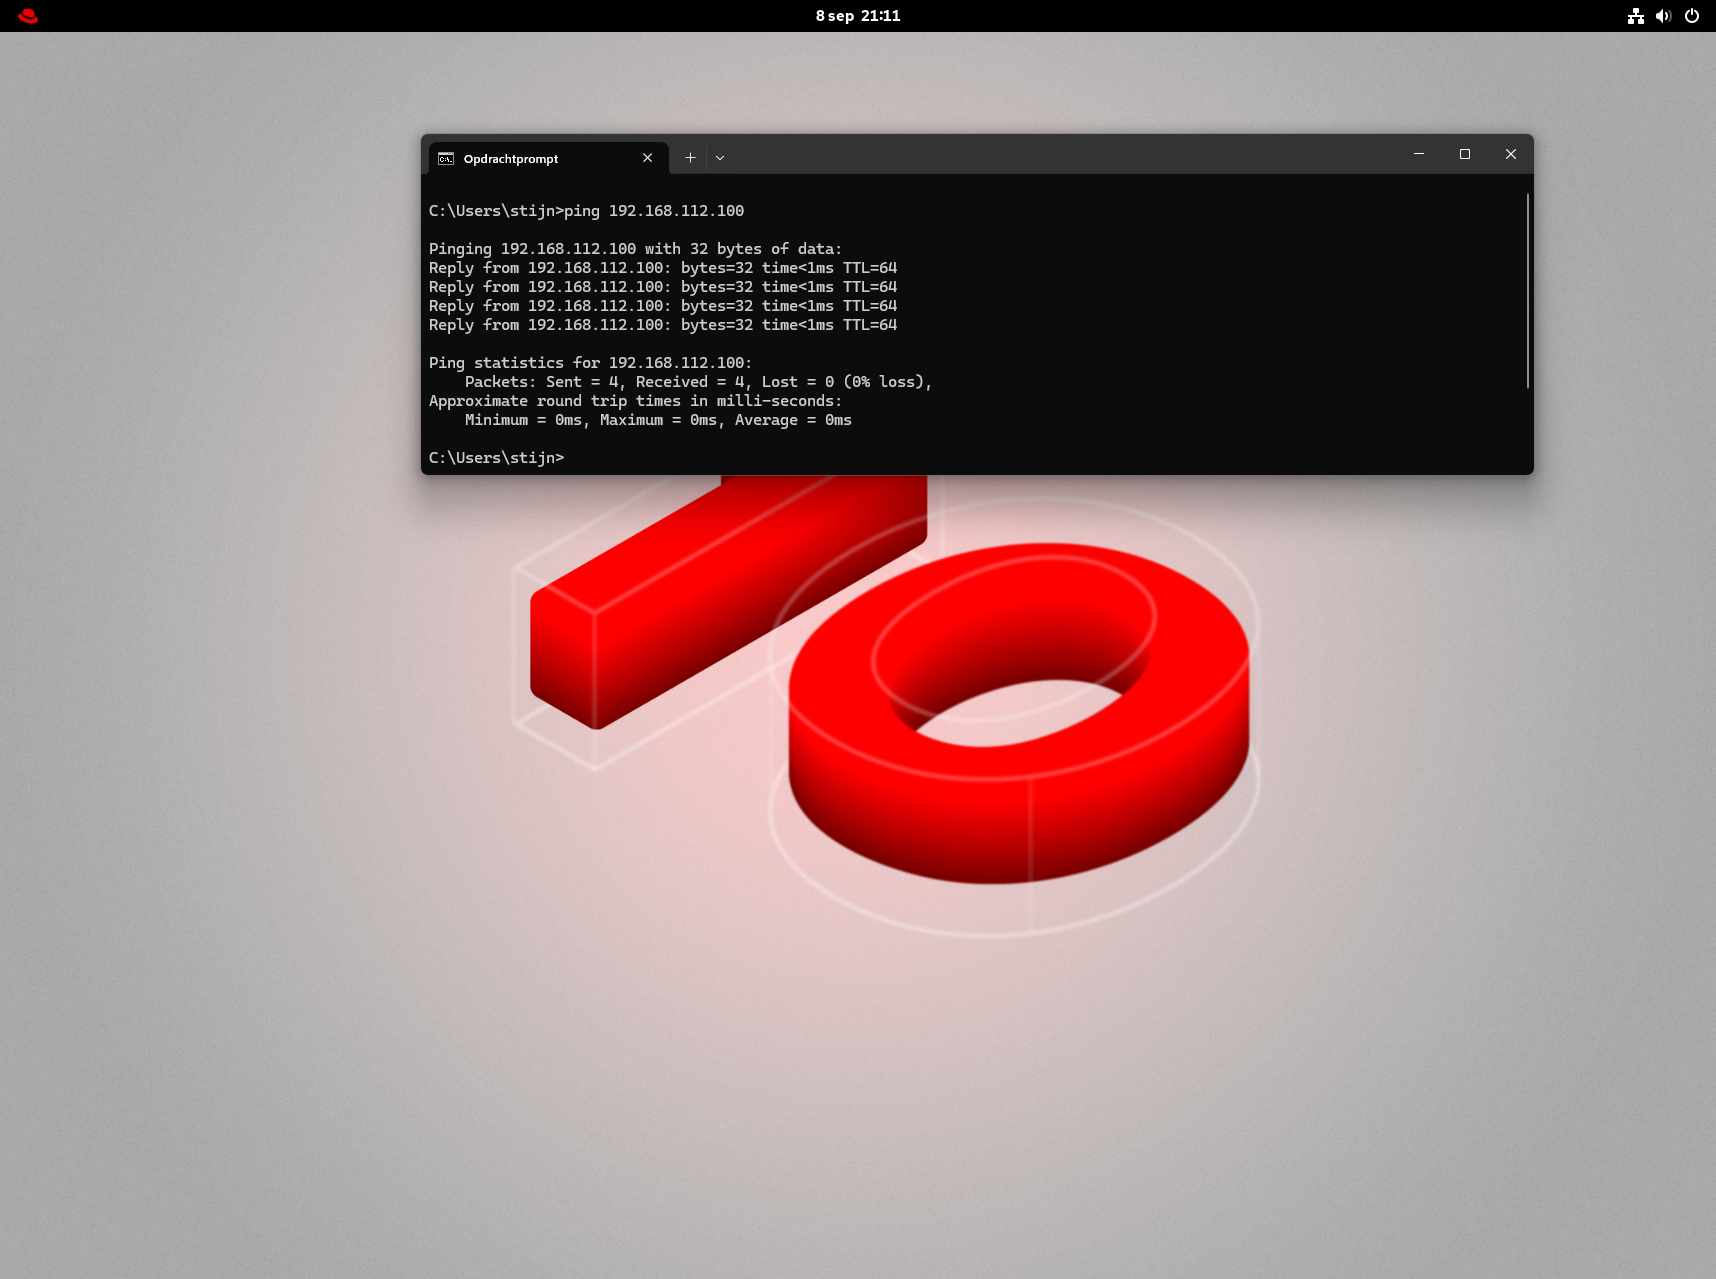 8 sep 21:11
Opdrachtprompt
C:\Users\stijn>ping 192.168.112.100
Pinging 192.168.112.100 with 32 bytes of data:
Reply from 192.168.112.100: bytes=32 time<1ms TTL=64
Reply from 192.168.112.100: bytes=32 time<1ms TTL=64
Reply from 192.168.112.100: bytes=32 time<1ms TTL=64
Reply from 192.168.112.100: bytes=32 time<1ms TTL=64
Ping statistics for 192.168.112.100:
    Packets: Sent = 4, Received = 4, Lost = 0 (0% loss),
Approximate round trip times in milli-seconds:
    Minimum = 0ms, Maximum = 0ms, Average = 0ms
C:\Users\stijn>
10